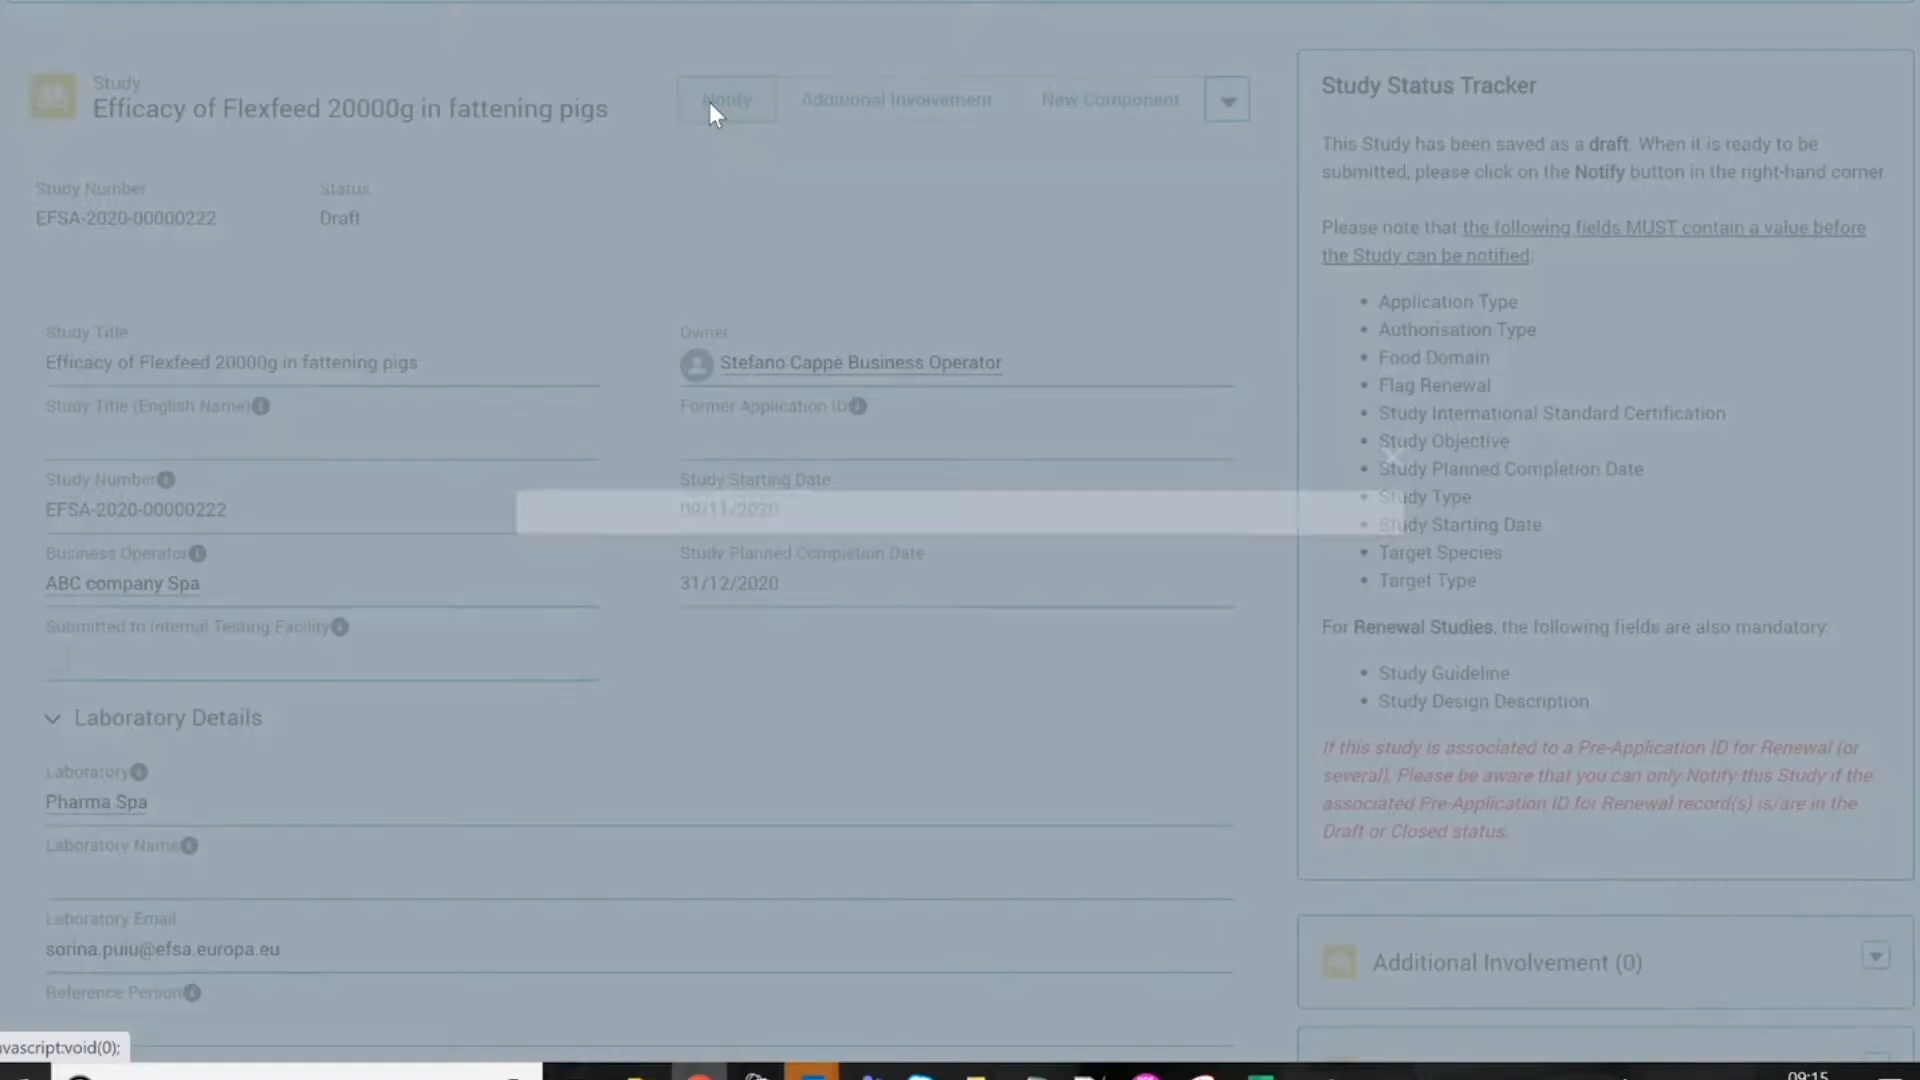 Study
Efficacy of Flexfeed 20000g in fattening pigs
Notify
Additional Involvement
New Component
Study Number
EFSA-2020-00000222
Status
Draft
Study Title
Efficacy of Flexfeed 20000g in fattening pigs
Owner
Stefano Cappè Business Operator
Study Title (English Name)
Former Application ID
Study Number
EFSA-2020-00000222
Study Starting Date
09/11/2020
Business Operator
ABC company Spa
Study Planned Completion Date
31/12/2020
Submitted to Internal Testing Facility
Laboratory Details
Laboratory
Pharma Spa
Laboratory Name
Laboratory Email
sorina.puiu@efsa.europa.eu
Reference Person
Study Status Tracker
This Study has been saved as a draft. When it is ready to be
submitted, please click on the Notify button in the right-hand corner
Please note that the following fields MUST contain a value before
the Study can be notified:
Application Type
Authorisation Type
Food Domain
Flag Renewal
Study International Standard Certification
Study Objective
Study Planned Completion Date
Study Type
Study Starting Date
Target Species
Target Type
For Renewal Studies, the following fields are also mandatory:
Study Guideline
Study Design Description
If this study is associated to a Pre-Application ID for Renewal (or
several), Please be aware that you can only Notify this Study if the
associated Pre-Application ID for Renewal record(s) is/are in the
Draft or Closed status.
Additional Involvement (0)
avascript:void(0);
09:15